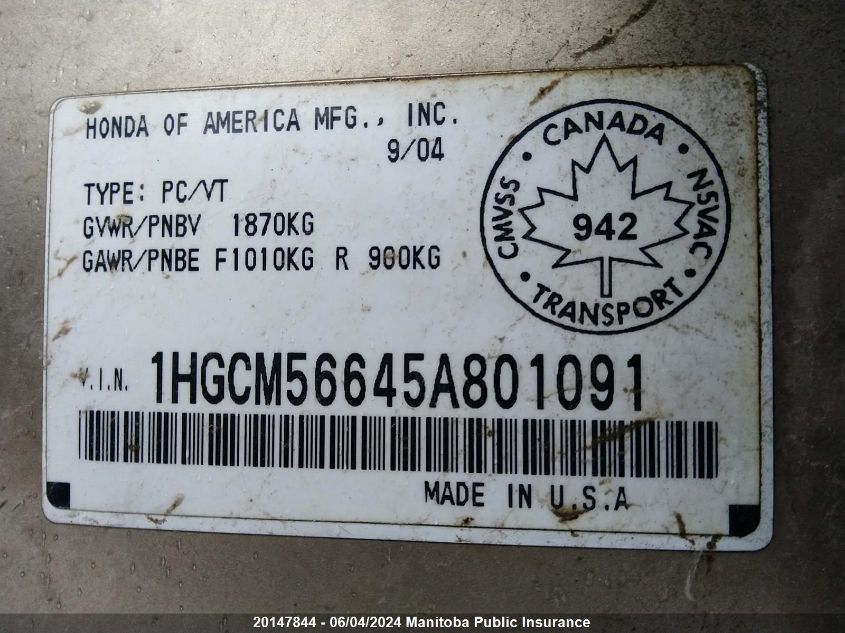 HONDA OF AMERICA MFG., INC.
9/04
TYPE: PC/VT
GVWR/PNBV 1870KG
GAWR/PNBE F1010KG R 900KG
CMVSS • CANADA • NSVAC • TRANSPORT •
942
V.I.N. 1HGCM56645A801091
MADE IN U.S.A
20147844 - 06/04/2024 Manitoba Public Insurance